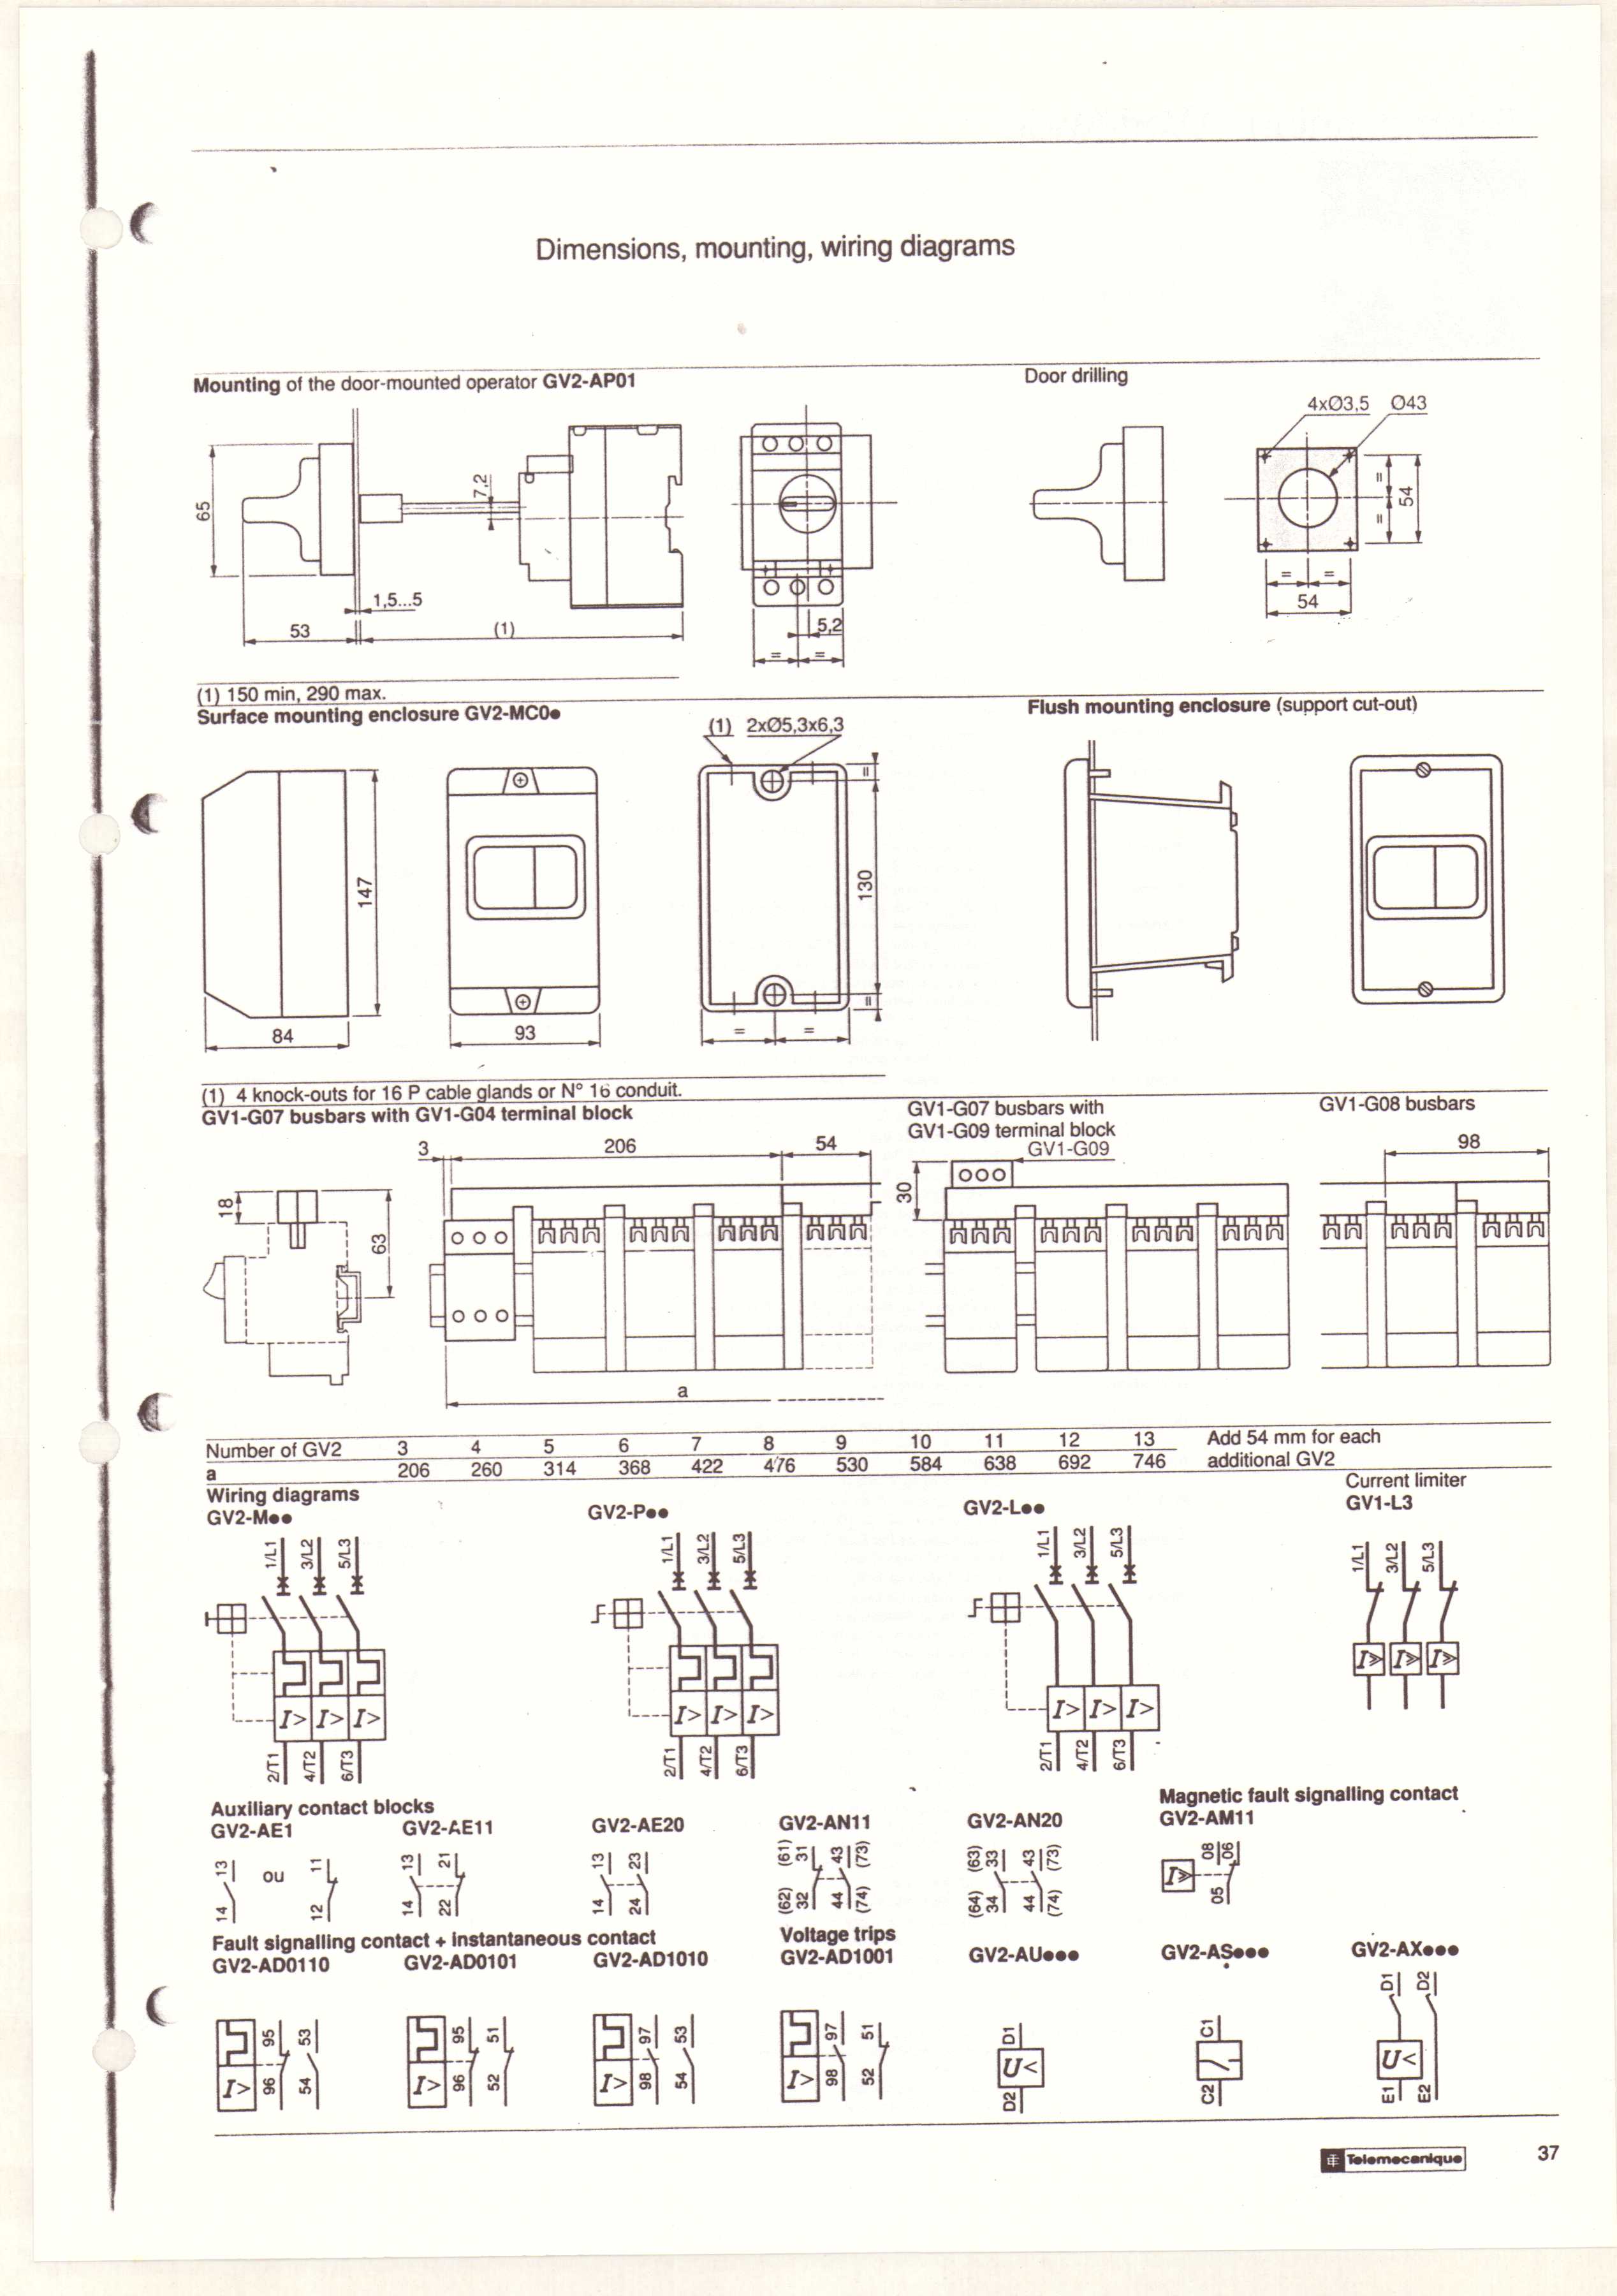 Dimensions, mounting, wiring diagrams
Mounting of the door-mounted operator GV2-AP01
Door drilling
4xØ3,5 Ø43
65
7,2
1,5...5
53
(1)
5,2
= =
=
=
54
= =
54
(1) 150 min, 290 max.
Surface mounting enclosure GV2-MC0●
(1) 2xØ5,3x6,3
Flush mounting enclosure (support cut-out)
147
=
130
=
84
93
= =
(1) 4 knock-outs for 16 P cable glands or N° 16 conduit.
GV1-G07 busbars with GV1-G04 terminal block
GV1-G07 busbars with
GV1-G09 terminal block
GV1-G09
GV1-G08 busbars
3 206 54
30
98
18
63
a
Number of GV2 3 4 5 6 7 8 9 10 11 12 13 Add 54 mm for each
a 206 260 314 368 422 476 530 584 638 692 746 additional GV2
Wiring diagrams
GV2-M●●
GV2-P●●
GV2-L●●
Current limiter
GV1-L3
1/L1 3/L2 5/L3
1/L1 3/L2 5/L3
1/L1 3/L2 5/L3
1/L1 3/L2 5/L3
I> I> I>
I> I> I>
I> I> I>
I≫ I≫ I≫
2/T1 4/T2 6/T3
2/T1 4/T2 6/T3
2/T1 4/T2 6/T3
Auxiliary contact blocks
Magnetic fault signalling contact
GV2-AE1 GV2-AE11 GV2-AE20 GV2-AN11 GV2-AN20 GV2-AM11
13 ou 11
14 12
13 21
14 22
13 23
14 24
(61) 31 43 (73)
(62) 32 44 (74)
(63) 33 43 (73)
(64) 34 44 (74)
I≫ 08 06
05
Fault signalling contact + instantaneous contact
Voltage trips
GV2-AD0110 GV2-AD0101 GV2-AD1010 GV2-AD1001 GV2-AU●●● GV2-AS●●● GV2-AX●●●
I> 95 53
96 54
I> 95 51
96 52
I> 97 53
98 54
I> 97 51
98 52
D1
U<
D2
C1
C2
D1 D2
U<
E1 E2
Telemecanique
37